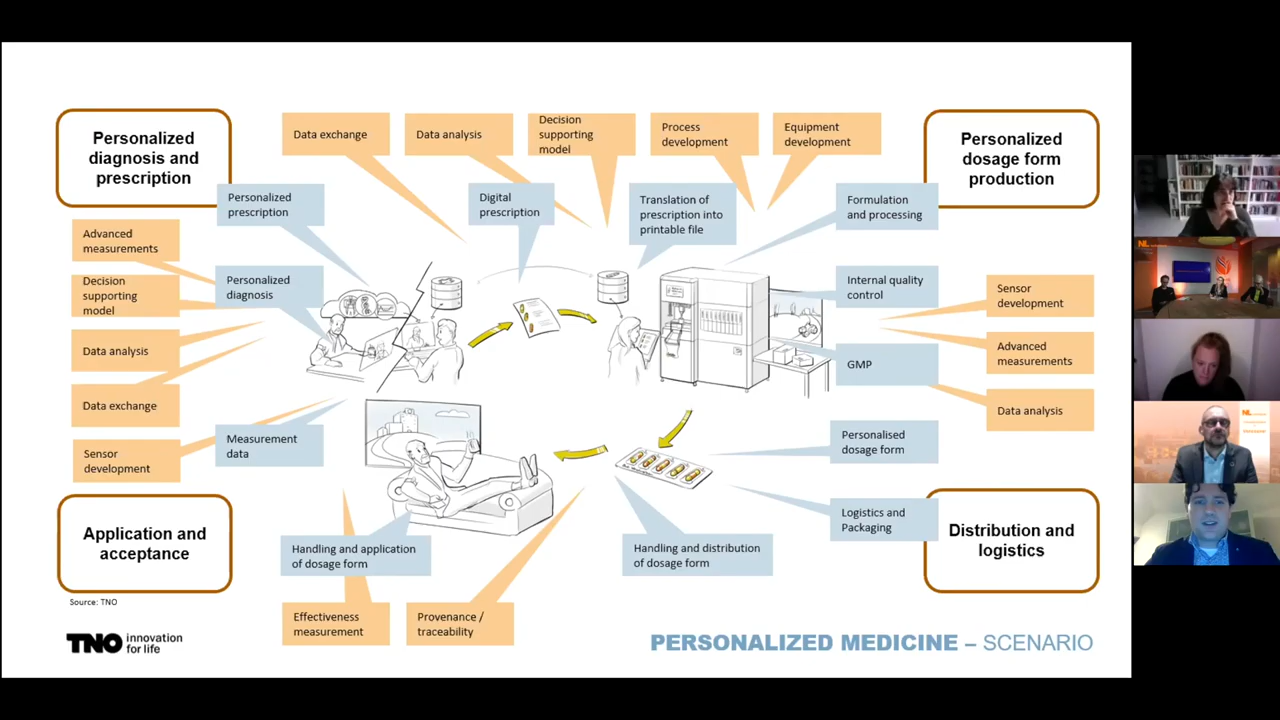 Personalized
diagnosis and
prescription
Data exchange
Data analysis
Decision
supporting
model
Process
development
Equipment
development
Personalized
dosage form
production
Personalized
prescription
Digital
prescription
Translation of
prescription into
printable file
Formulation
and processing
Advanced
measurements
Decision
supporting
model
Personalized
diagnosis
Internal quality
control
Sensor
development
Data analysis
GMP
Advanced
measurements
Data exchange
Data analysis
Measurement
data
Personalised
dosage form
Sensor
development
Logistics and
Packaging
Application and
acceptance
Handling and application
of dosage form
Handling and distribution
of dosage form
Distribution and
logistics
Source: TNO
Effectiveness
measurement
Provenance /
traceability
TNO innovation
for life
PERSONALIZED MEDICINE – SCENARIO
NL
NL